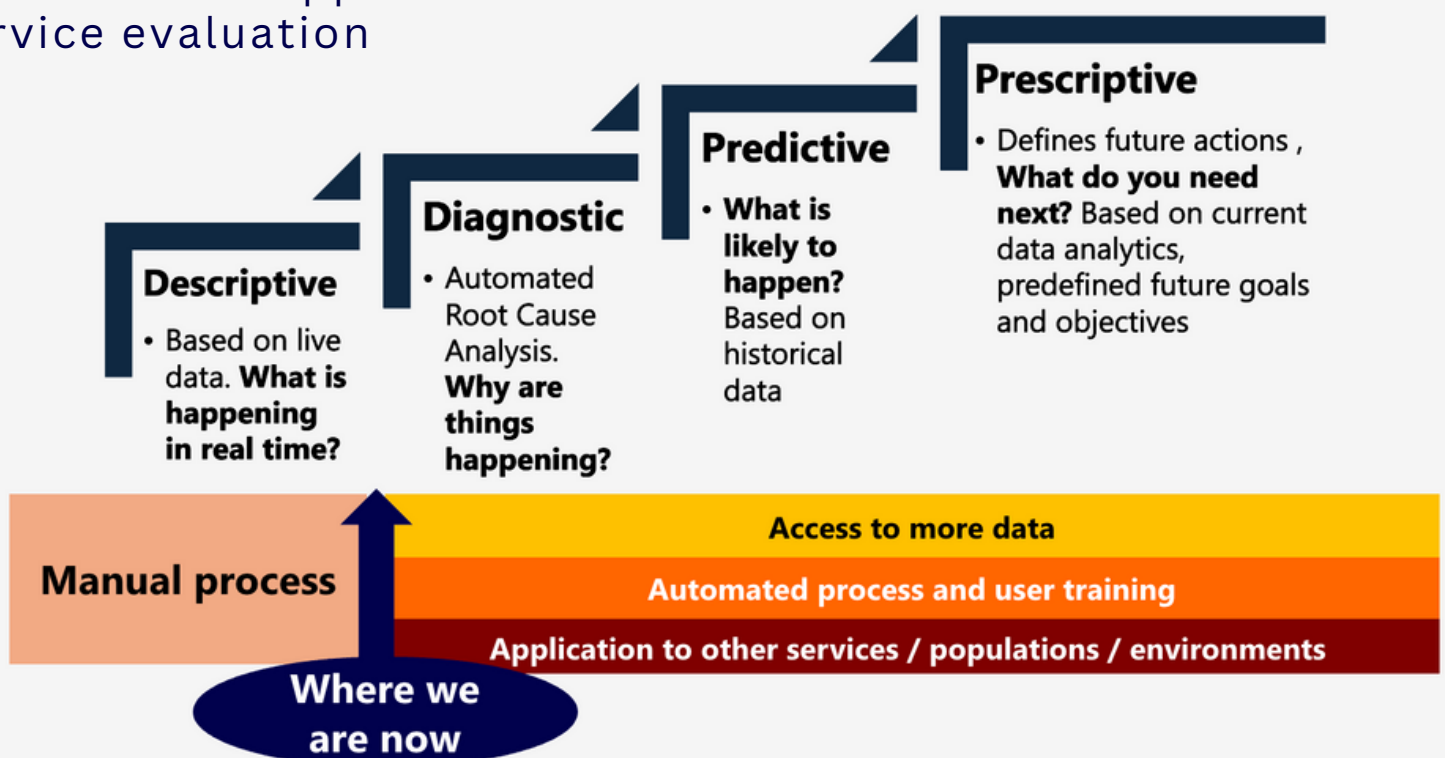 rvice evaluation
Descriptive
• Based on live
data. What is
happening
in real time?
Diagnostic
• Automated
Root Cause
Analysis.
Why are
things
happening?
Predictive
• What is
likely to
happen?
Based on
historical
data
Prescriptive
• Defines future actions ,
What do you need
next? Based on current
data analytics,
predefined future goals
and objectives
Manual process
Access to more data
Automated process and user training
Application to other services / populations / environments
Where we
are now